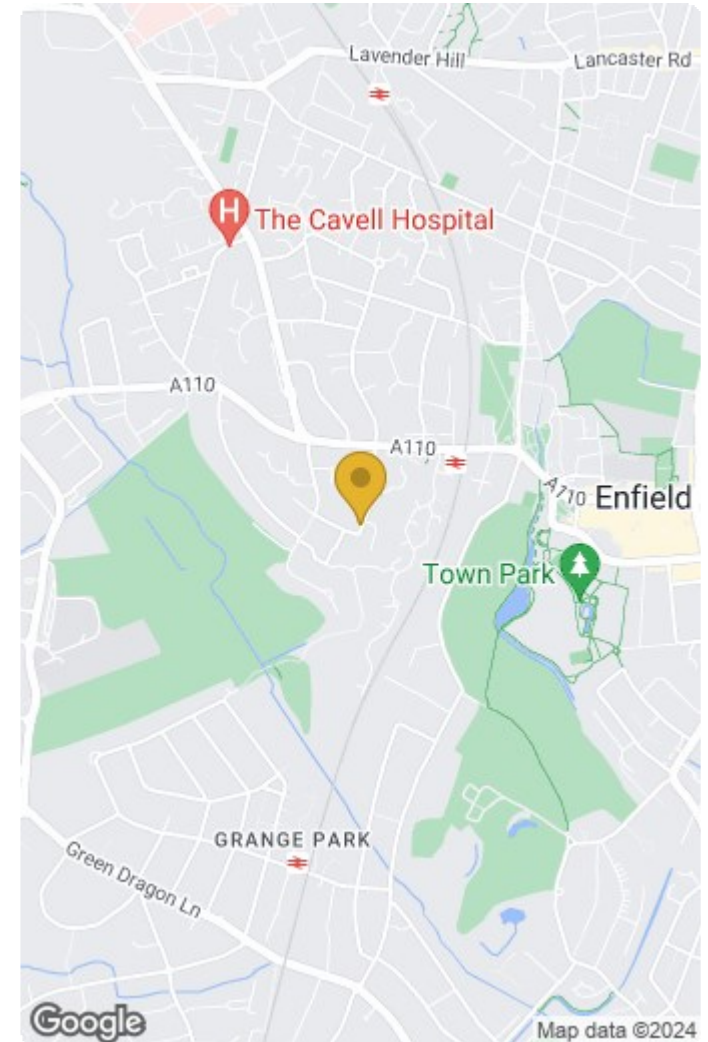 Lavender Hill
Lancaster Rd
H
The Cavell Hospital
A110
A110
A110
Enfield
Town Park
GRANGE PARK
Green Dragon Ln
Google
Map data ©2024